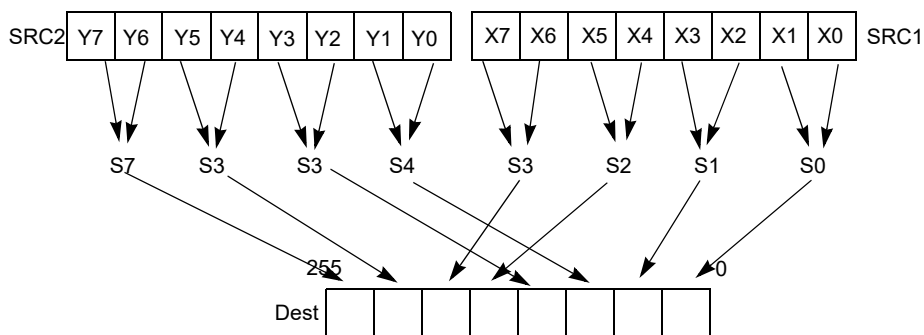 SRC2 Y7 Y6 Y5 Y4 Y3 Y2 Y1 Y0 X7 X6 X5 X4 X3 X2 X1 X0 SRC1
S7 S3 S3 S4 S3 S2 S1 S0
255 0
Dest